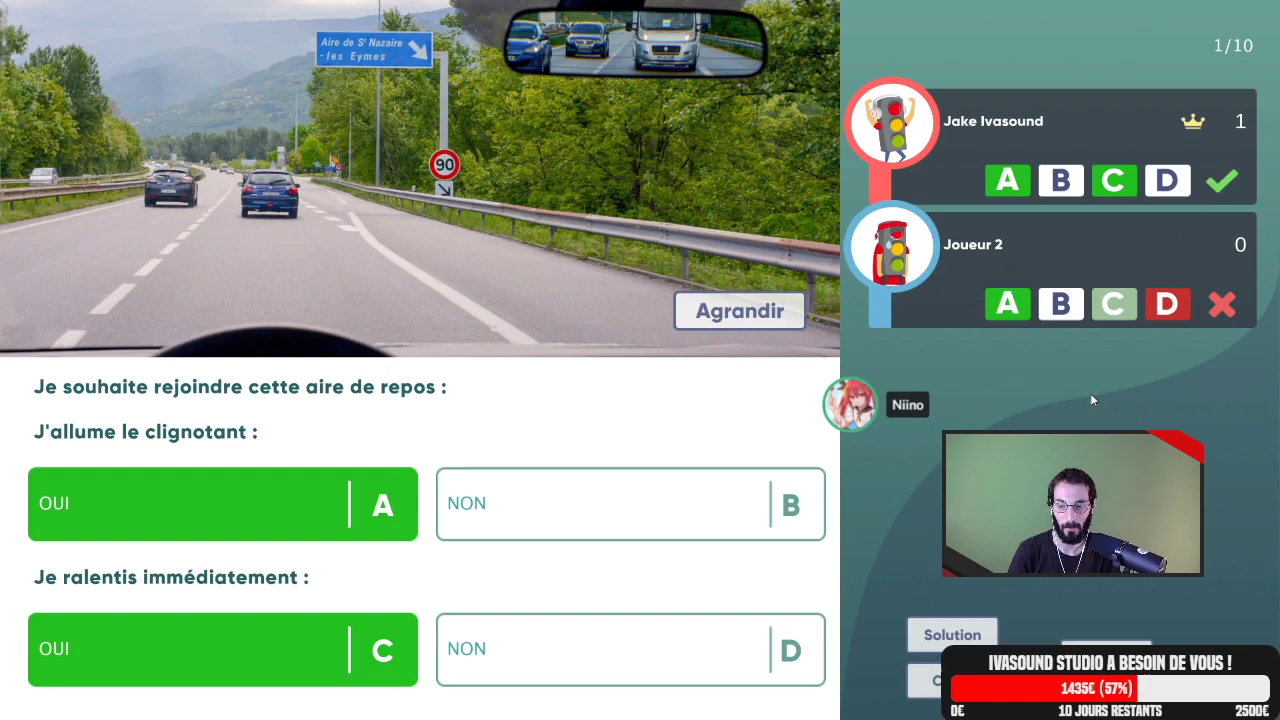 Aire de St Nazaire
- les Eymes
90
Agrandir
1/10
Jake Ivasound
1
A B C D
Joueur 2
0
A B C D
Niino
Je souhaite rejoindre cette aire de repos :
J'allume le clignotant :
OUI A
NON B
Je ralentis immédiatement :
OUI C
NON D
Solution
IVASOUND STUDIO A BESOIN DE VOUS !
1435€ (57%)
0€ 10 JOURS RESTANTS 2500€